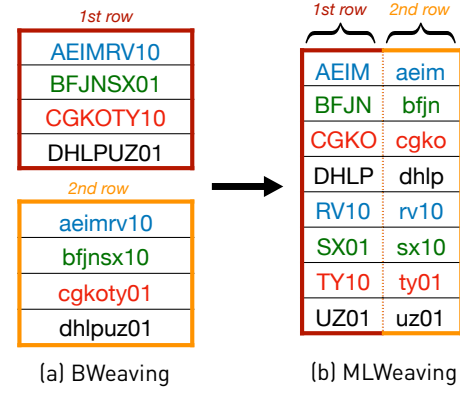 1st row
AEIMRV10
BFJNSX01
CGKOTY10
DHLPUZ01
2nd row
aeimrv10
bfjnsx10
cgkoty01
dhlpuz01
(a) BWeaving
1st row 2nd row
AEIM aeim
BFJN bfjn
CGKO cgko
DHLP dhlp
RV10 rv10
SX01 sx10
TY10 ty01
UZ01 uz01
(b) MLWeaving